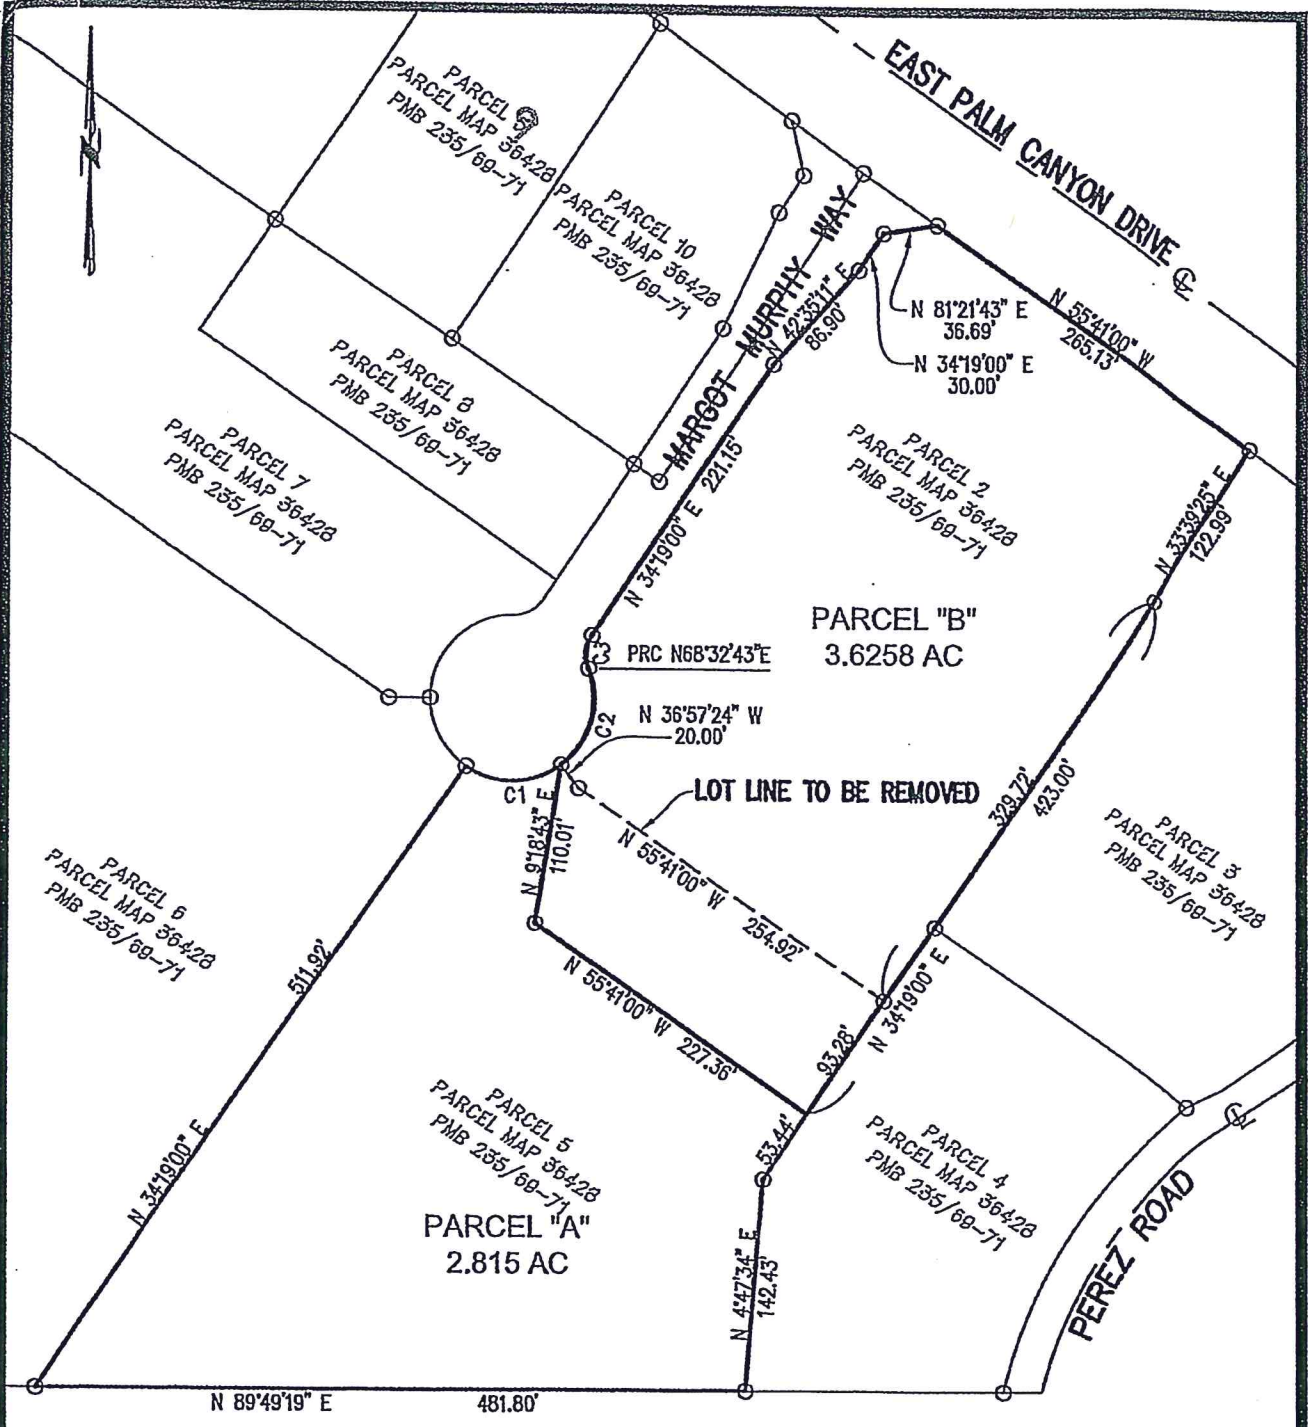 EAST PALM CANYON DRIVE
PARCEL
PARCEL MAP 36428
PMB 235/69-71
PARCEL 10
PARCEL MAP 36428
PMB 235/69-71
MARGOT MURPHY WAY
N 42°35'11" E
86.90'
N 81°21'43" E
36.69'
N 34°19'00" E
30.00'
N 55°41'00" W
265.13'
PARCEL 8
PARCEL MAP 36428
PMB 235/69-71
PARCEL 7
PARCEL MAP 36428
PMB 235/69-71
N 34°19'00" E 221.15'
PARCEL 2
PARCEL MAP 36428
PMB 235/69-71
N 33°39'25" E
122.99'
PARCEL "B"
3.6258 AC
C3
PRC N68°32'43"E
C2
N 36°57'24" W
20.00'
LOT LINE TO BE REMOVED
C1
N 9°18'43" E
110.01'
N 55°41'00" W 254.92'
329.72'
423.00'
PARCEL 3
PARCEL MAP 36428
PMB 235/69-71
PARCEL 6
PARCEL MAP 36428
PMB 235/69-71
511.92'
N 34°19'00" E
N 55°41'00" W 227.36'
93.28'
N 34°19'00" E
53.44'
PARCEL 5
PARCEL MAP 36428
PMB 235/69-71
PARCEL "A"
2.815 AC
PARCEL 4
PARCEL MAP 36428
PMB 235/69-71
PEREZ ROAD
N 4°47'34" E
142.43'
N 89°49'19" E 481.80'